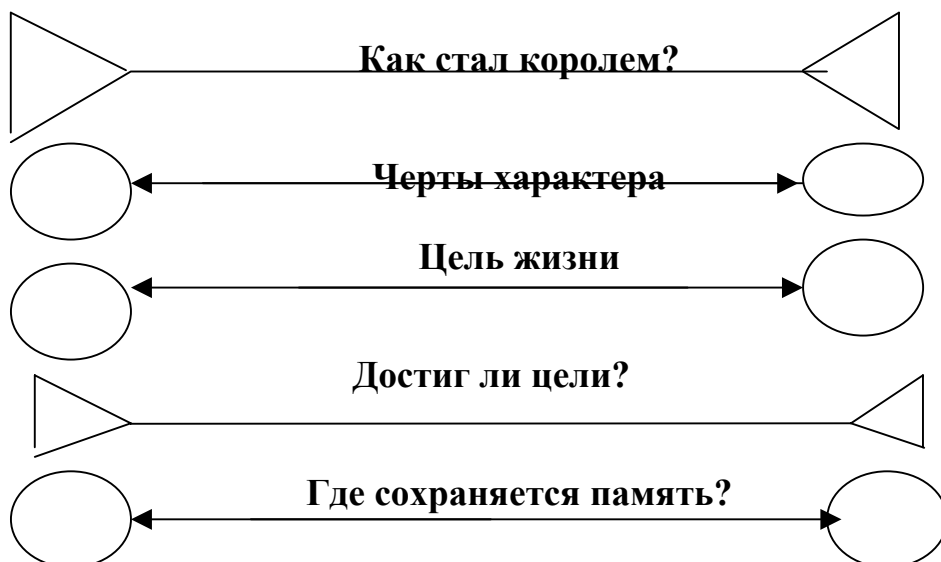 Как стал королем?
Черты характера
Цель жизни
Достиг ли цели?
Где сохраняется память?